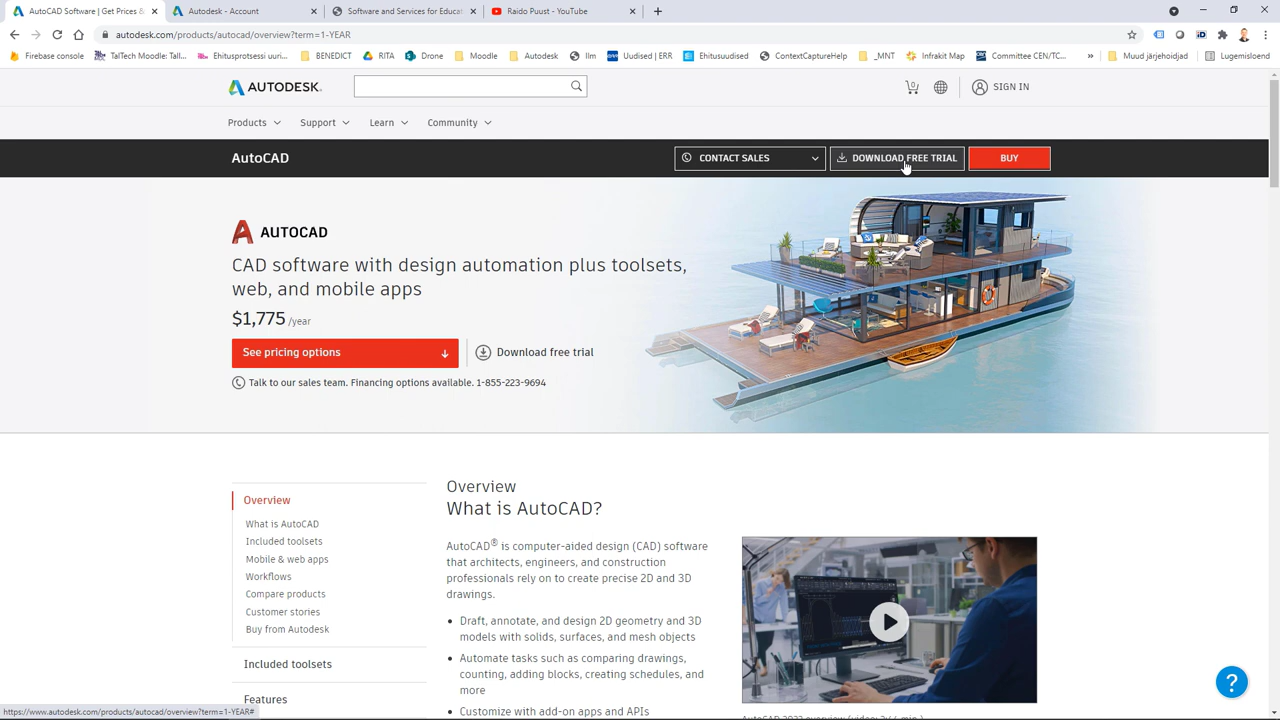 AutoCAD Software | Get Prices &
Autodesk - Account
Software and Services for Educat
Raido Puust - YouTube
autodesk.com/products/autocad/overview?term=1-YEAR
Firebase console
TalTech Moodle: Tall...
Ehitusprotsessi uuri...
BENEDICT
RITA
Drone
Moodle
Autodesk
Ilm
Uudised | ERR
Ehitusuudised
ContextCaptureHelp
_MNT
Infrakit Map
Committee CEN/TC...
»
Muud järjehoidjad
Lugemisloend
AUTODESK.
0
SIGN IN
Products
Support
Learn
Community
AutoCAD
CONTACT SALES
DOWNLOAD FREE TRIAL
BUY
AUTOCAD
CAD software with design automation plus toolsets,
web, and mobile apps
$1,775 /year
See pricing options
Download free trial
Talk to our sales team. Financing options available. 1-855-223-9694
Overview
What is AutoCAD
Included toolsets
Mobile & web apps
Workflows
Compare products
Customer stories
Buy from Autodesk
Included toolsets
Features
Overview
What is AutoCAD?
AutoCAD® is computer-aided design (CAD) software
that architects, engineers, and construction
professionals rely on to create precise 2D and 3D
drawings.
• Draft, annotate, and design 2D geometry and 3D
models with solids, surfaces, and mesh objects
• Automate tasks such as comparing drawings,
counting, adding blocks, creating schedules, and
more
• Customize with add-on apps and APIs
?
https://www.autodesk.com/products/autocad/overview?term=1-YEAR#